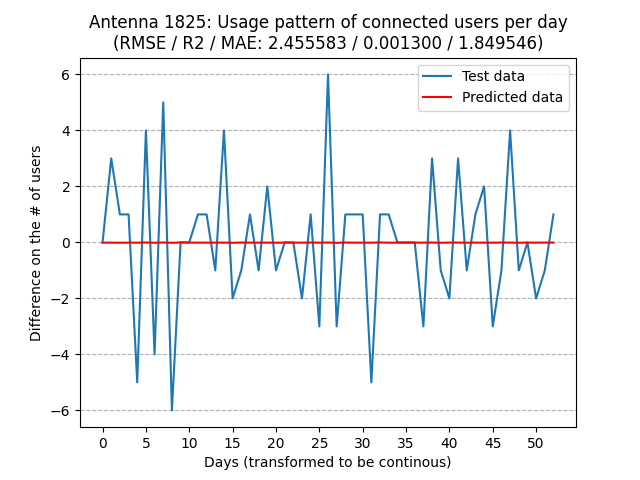 Antenna 1825: Usage pattern of connected users per day
(RMSE / R2 / MAE: 2.455583 / 0.001300 / 1.849546)
Test data
Predicted data
Difference on the # of users
6
4
2
0
−2
−4
−6
0 5 10 15 20 25 30 35 40 45 50
Days (transformed to be continous)